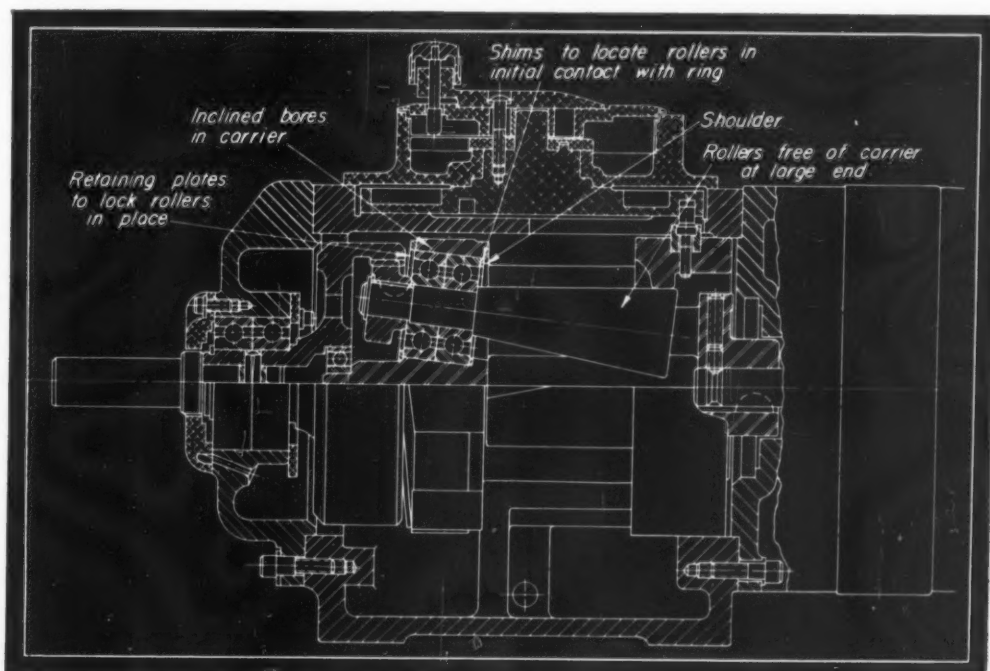 Shims to locate rollers in
initial contact with ring
Inclined bores
in carrier
Shoulder
Rollers free of carrier
at large end
Retaining plates
to lock rollers
in place